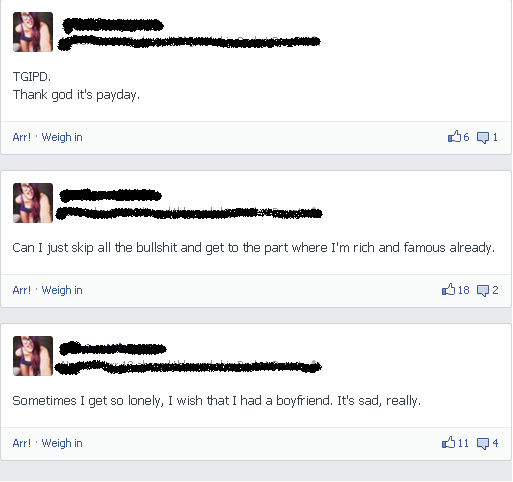 TGIPD.
Thank god it's payday.
Arr! · Weigh in 6 1
Can I just skip all the bullshit and get to the part where I'm rich and famous already.
Arr! · Weigh in 18 2
Sometimes I get so lonely, I wish that I had a boyfriend. It's sad, really.
Arr! · Weigh in 11 4